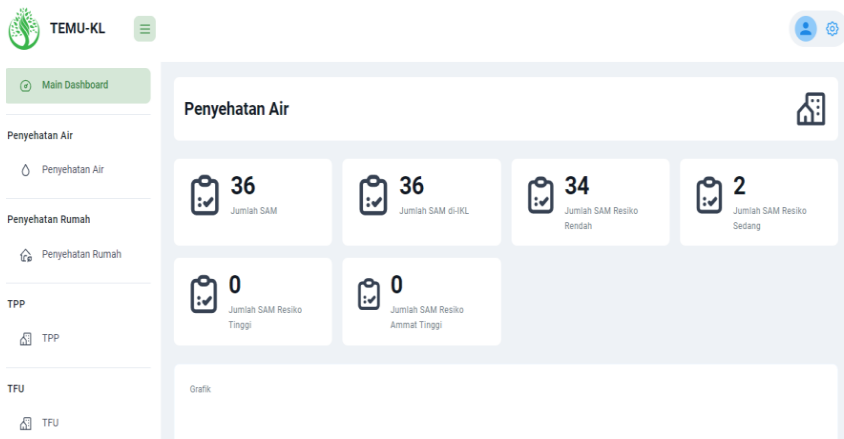 TEMU-KL
Main Dashboard
Penyehatan Air
Penyehatan Air
Penyehatan Rumah
Penyehatan Rumah
TPP
TPP
TFU
TFU
Penyehatan Air
36
Jumlah SAM
36
Jumlah SAM di-IKL
34
Jumlah SAM Resiko
Rendah
2
Jumlah SAM Resiko
Sedang
0
Jumlah SAM Resiko
Tinggi
0
Jumlah SAM Resiko
Ammat Tinggi
Grafik